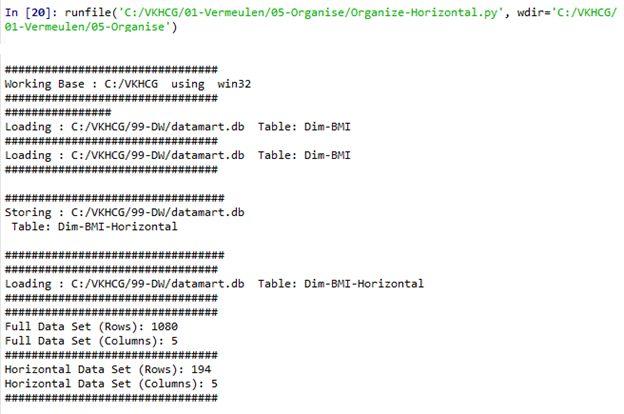 In [20]: runfile('C:/VKHCG/01-Vermeulen/05-Organise/Organize-Horizontal.py', wdir='C:/VKHCG/
01-Vermeulen/05-Organise')
################################
Working Base : C:/VKHCG  using  win32
################################
################
Loading : C:/VKHCG/99-DW/datamart.db  Table: Dim-BMI
################################
Loading : C:/VKHCG/99-DW/datamart.db  Table: Dim-BMI
################################
#################################
Storing : C:/VKHCG/99-DW/datamart.db
 Table: Dim-BMI-Horizontal
#################################
################################
Loading : C:/VKHCG/99-DW/datamart.db  Table: Dim-BMI-Horizontal
################################
################################
Full Data Set (Rows): 1080
Full Data Set (Columns): 5
################################
Horizontal Data Set (Rows): 194
Horizontal Data Set (Columns): 5
################################